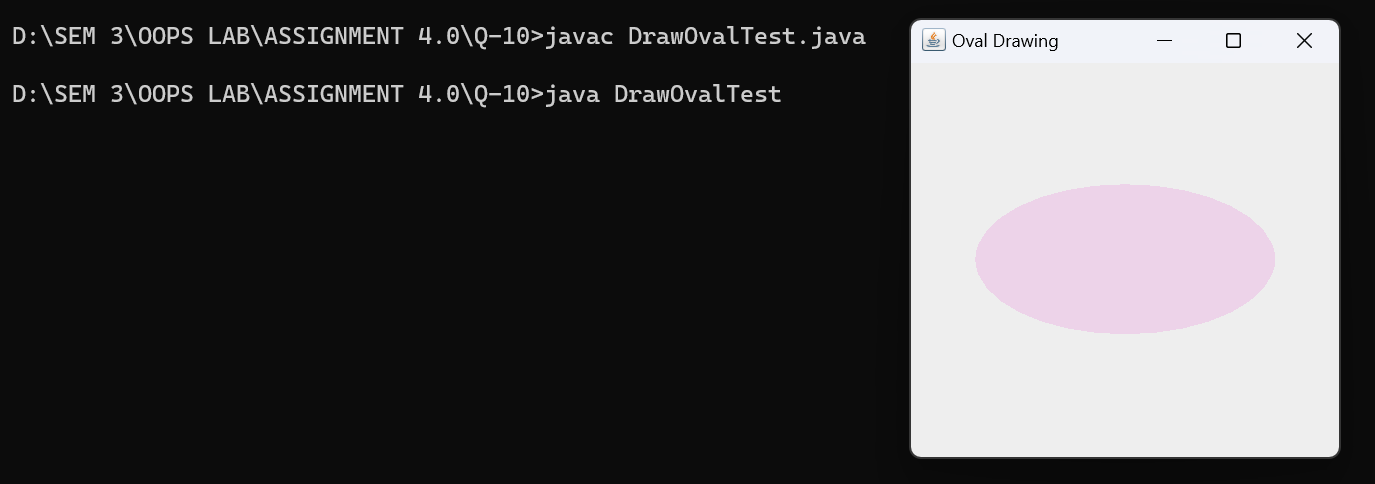 D:\SEM 3\OOPS LAB\ASSIGNMENT 4.0\Q-10>javac DrawOvalTest.java
D:\SEM 3\OOPS LAB\ASSIGNMENT 4.0\Q-10>java DrawOvalTest
Oval Drawing